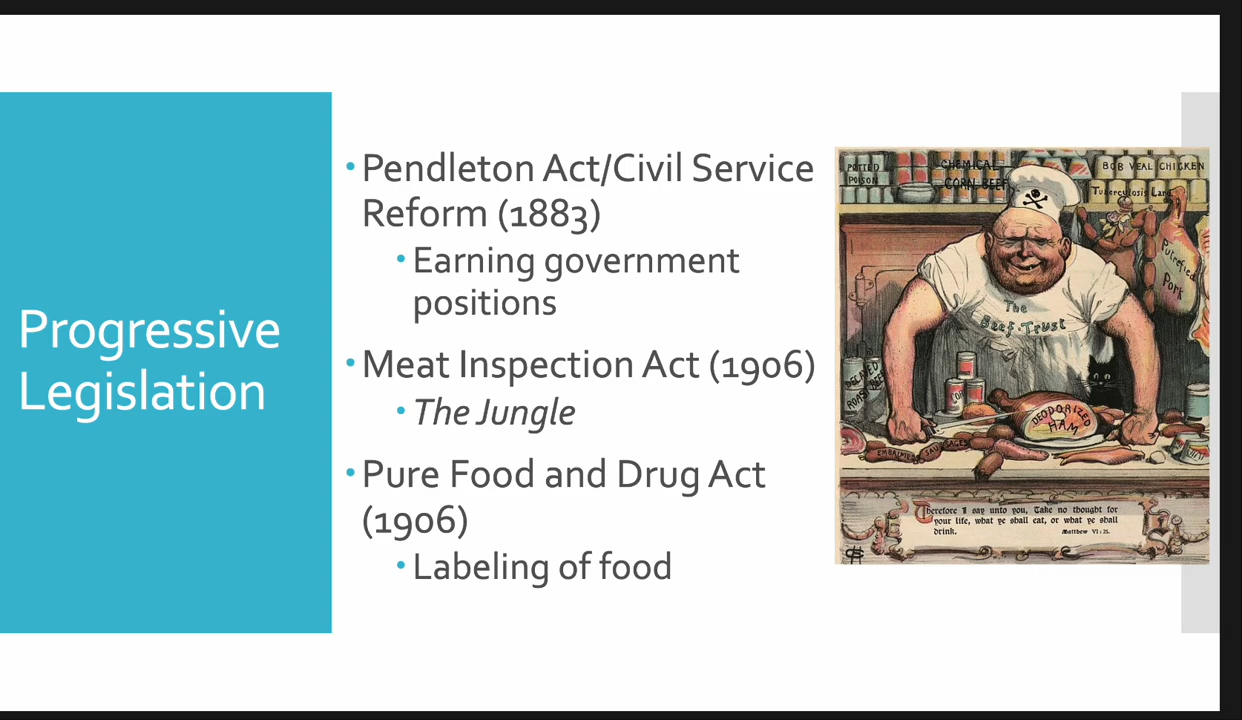 Progressive
Legislation
• Pendleton Act/Civil Service
Reform (1883)
• Earning government
positions
• Meat Inspection Act (1906)
• The Jungle
• Pure Food and Drug Act
(1906)
• Labeling of food
POTTED
POISON
CHEMICAL
CORN BEEF
BOB VEAL CHICKEN
Tuberculosis Lard
Putrefied
Pork
The
Beef-Trust
ROAST BEEF
DEODORIZED
HAM
EMBALMED SAUSAGES
Therefore I say unto you, Take no thought for
your life, what ye shall eat, or what ye shall
drink.
Matthew VI: 25.